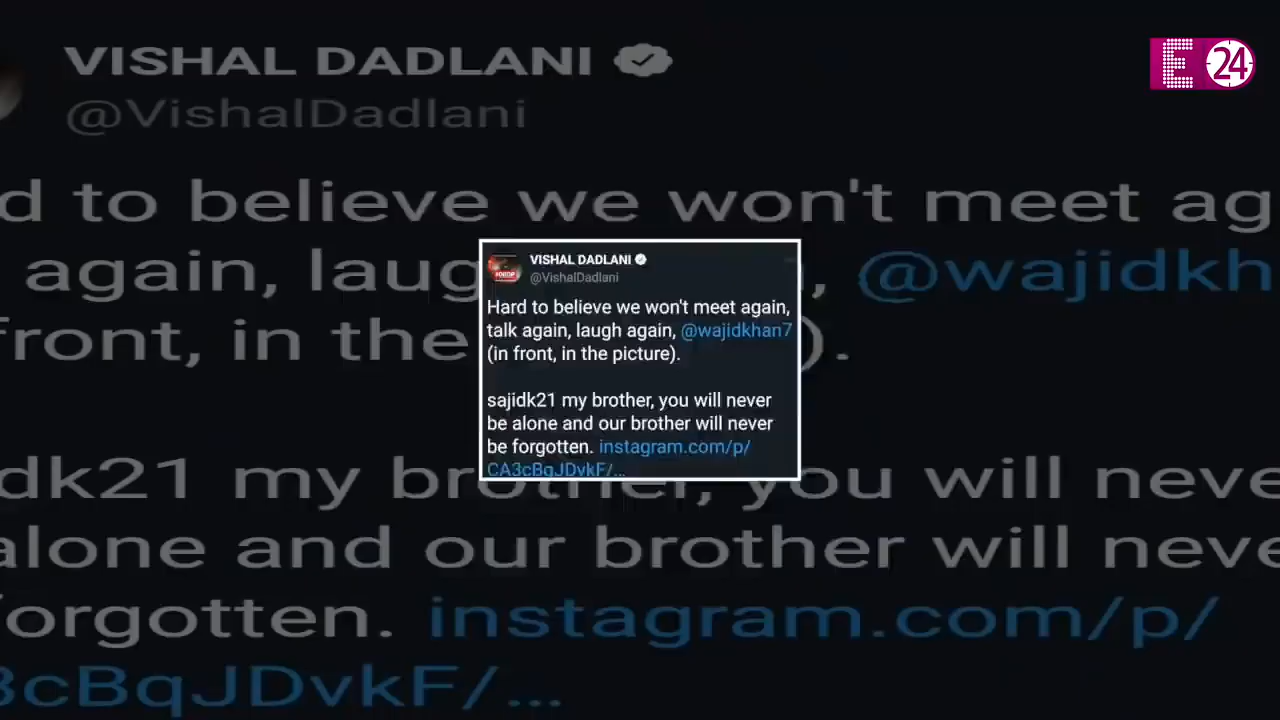 VISHAL DADLANI
@VishalDadlani
d to believe we won't meet ag
again, laug , @wajidkh
front, in the ).
dk21 my brother, you will neve
alone and our brother will neve
forgotten. instagram.com/p/
3cBqJDvkF/...
E 24
VISHAL DADLANI
@VishalDadlani
Hard to believe we won't meet again,
talk again, laugh again, @wajidkhan7
(in front, in the picture).
sajidk21 my brother, you will never
be alone and our brother will never
be forgotten. instagram.com/p/
CA3cBqJDvkF/...